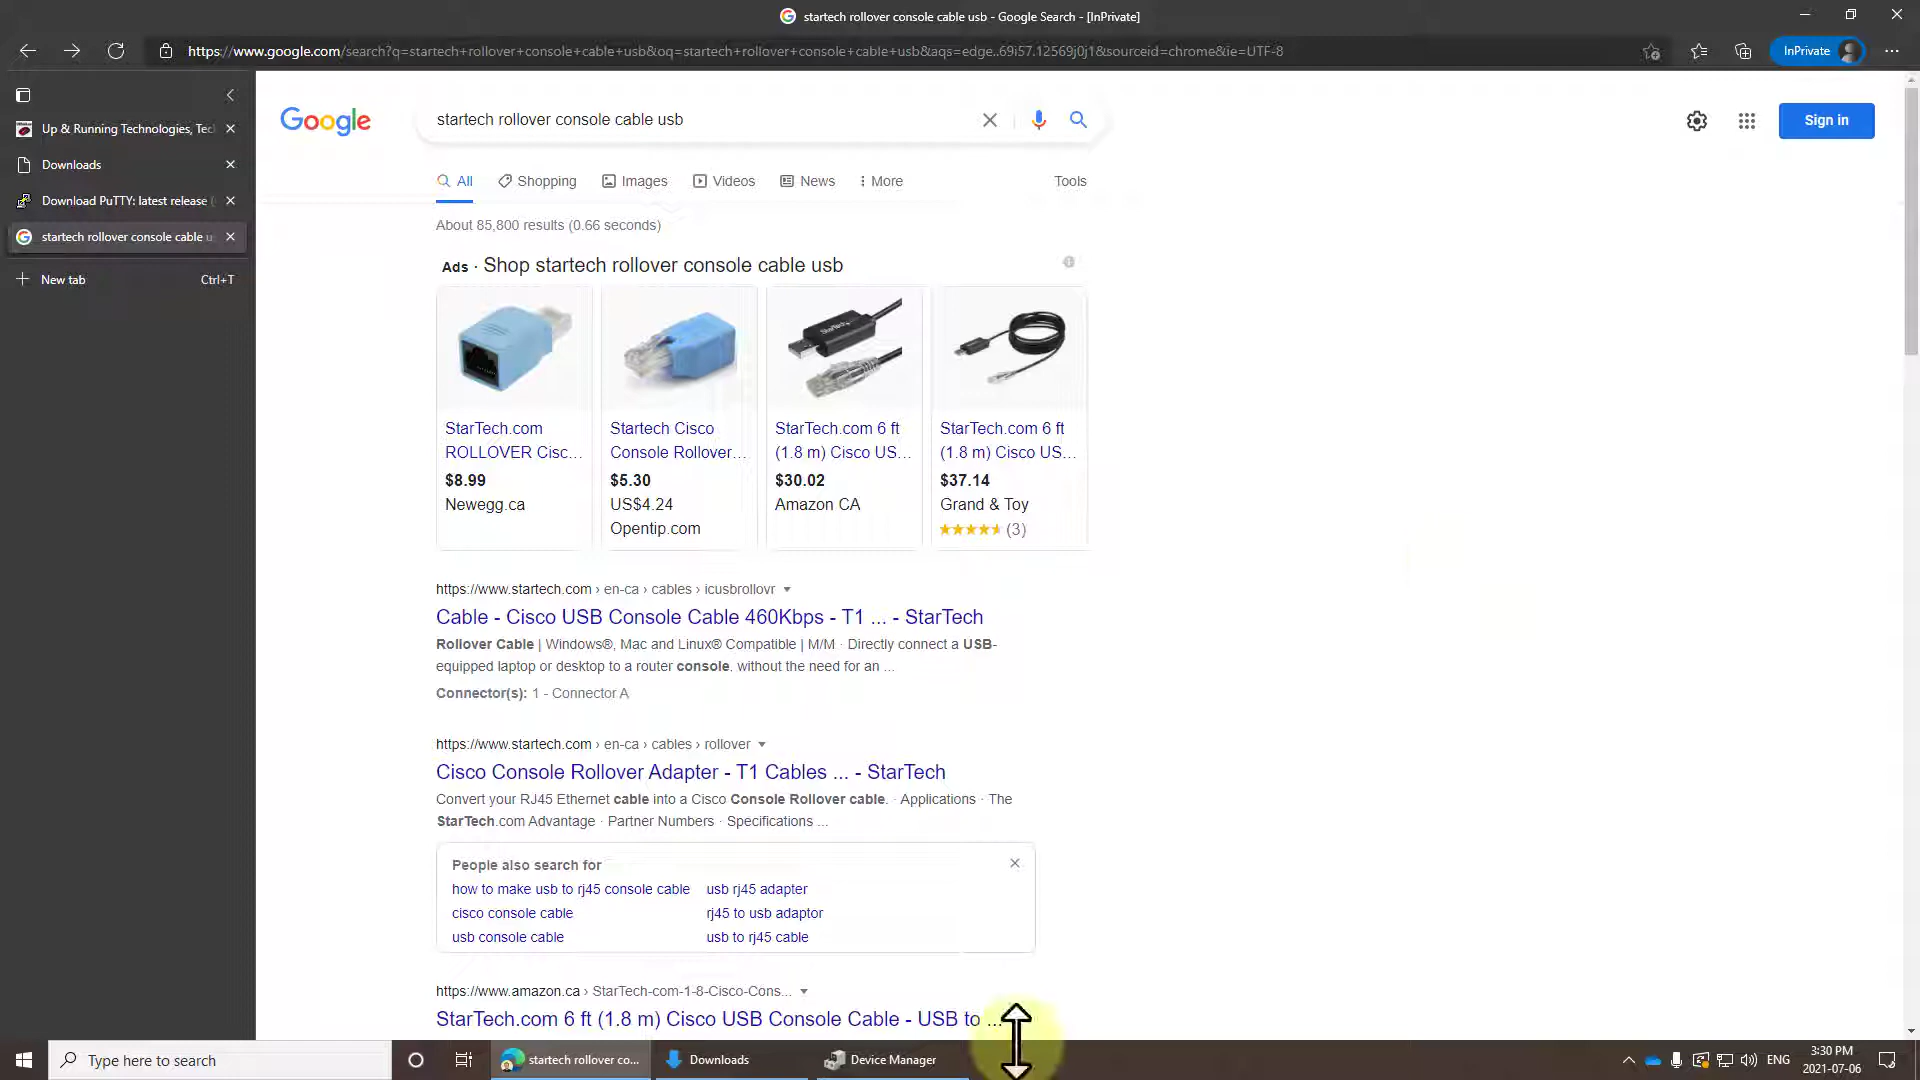 startech rollover console cable usb - Google Search - [InPrivate]
https://www.google.com/search?q=startech+rollover+console+cable+usb&oq=startech+rollover+console+cable+usb&aqs=edge..69i57.12569j0j1&sourceid=chrome&ie=UTF-8
InPrivate
Up & Running Technologies, Tec
Downloads
Download PuTTY: latest release (
startech rollover console cable u
New tab
Ctrl+T
Google
startech rollover console cable usb
Sign in
All
Shopping
Images
Videos
News
More
Tools
About 85,800 results (0.66 seconds)
Ads · Shop startech rollover console cable usb
StarTech.com
ROLLOVER Cisc...
$8.99
Newegg.ca
Startech Cisco
Console Rollover...
$5.30
US$4.24
Opentip.com
StarTech
StarTech.com 6 ft
(1.8 m) Cisco US...
$30.02
Amazon CA
StarTech.com 6 ft
(1.8 m) Cisco US...
$37.14
Grand & Toy
(3)
https://www.startech.com › en-ca › cables › icusbrollovr
Cable - Cisco USB Console Cable 460Kbps - T1 ... - StarTech
Rollover Cable | Windows®, Mac and Linux® Compatible | M/M · Directly connect a USB-
equipped laptop or desktop to a router console. without the need for an ...
Connector(s): 1 - Connector A
https://www.startech.com › en-ca › cables › rollover
Cisco Console Rollover Adapter - T1 Cables ... - StarTech
Convert your RJ45 Ethernet cable into a Cisco Console Rollover cable. · Applications · The
StarTech.com Advantage · Partner Numbers · Specifications ...
People also search for
how to make usb to rj45 console cable
usb rj45 adapter
cisco console cable
rj45 to usb adaptor
usb console cable
usb to rj45 cable
https://www.amazon.ca › StarTech-com-1-8-Cisco-Cons...
StarTech.com 6 ft (1.8 m) Cisco USB Console Cable - USB to ...
Type here to search
startech rollover co...
Downloads
Device Manager
ENG
3:30 PM
2021-07-06